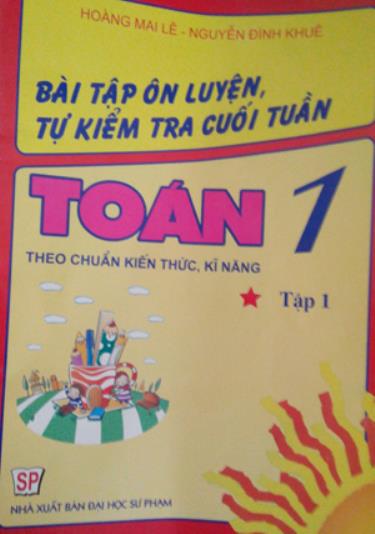 HOÀNG MAI LÊ - NGUYỄN ĐÌNH KHUÊ
BÀI TẬP ÔN LUYỆN,
TỰ KIỂM TRA CUỐI TUẦN
TOÁN 1
THEO CHUẨN KIẾN THỨC, KĨ NĂNG
Tập 1
SP
NHÀ XUẤT BẢN ĐẠI HỌC SƯ PHẠM